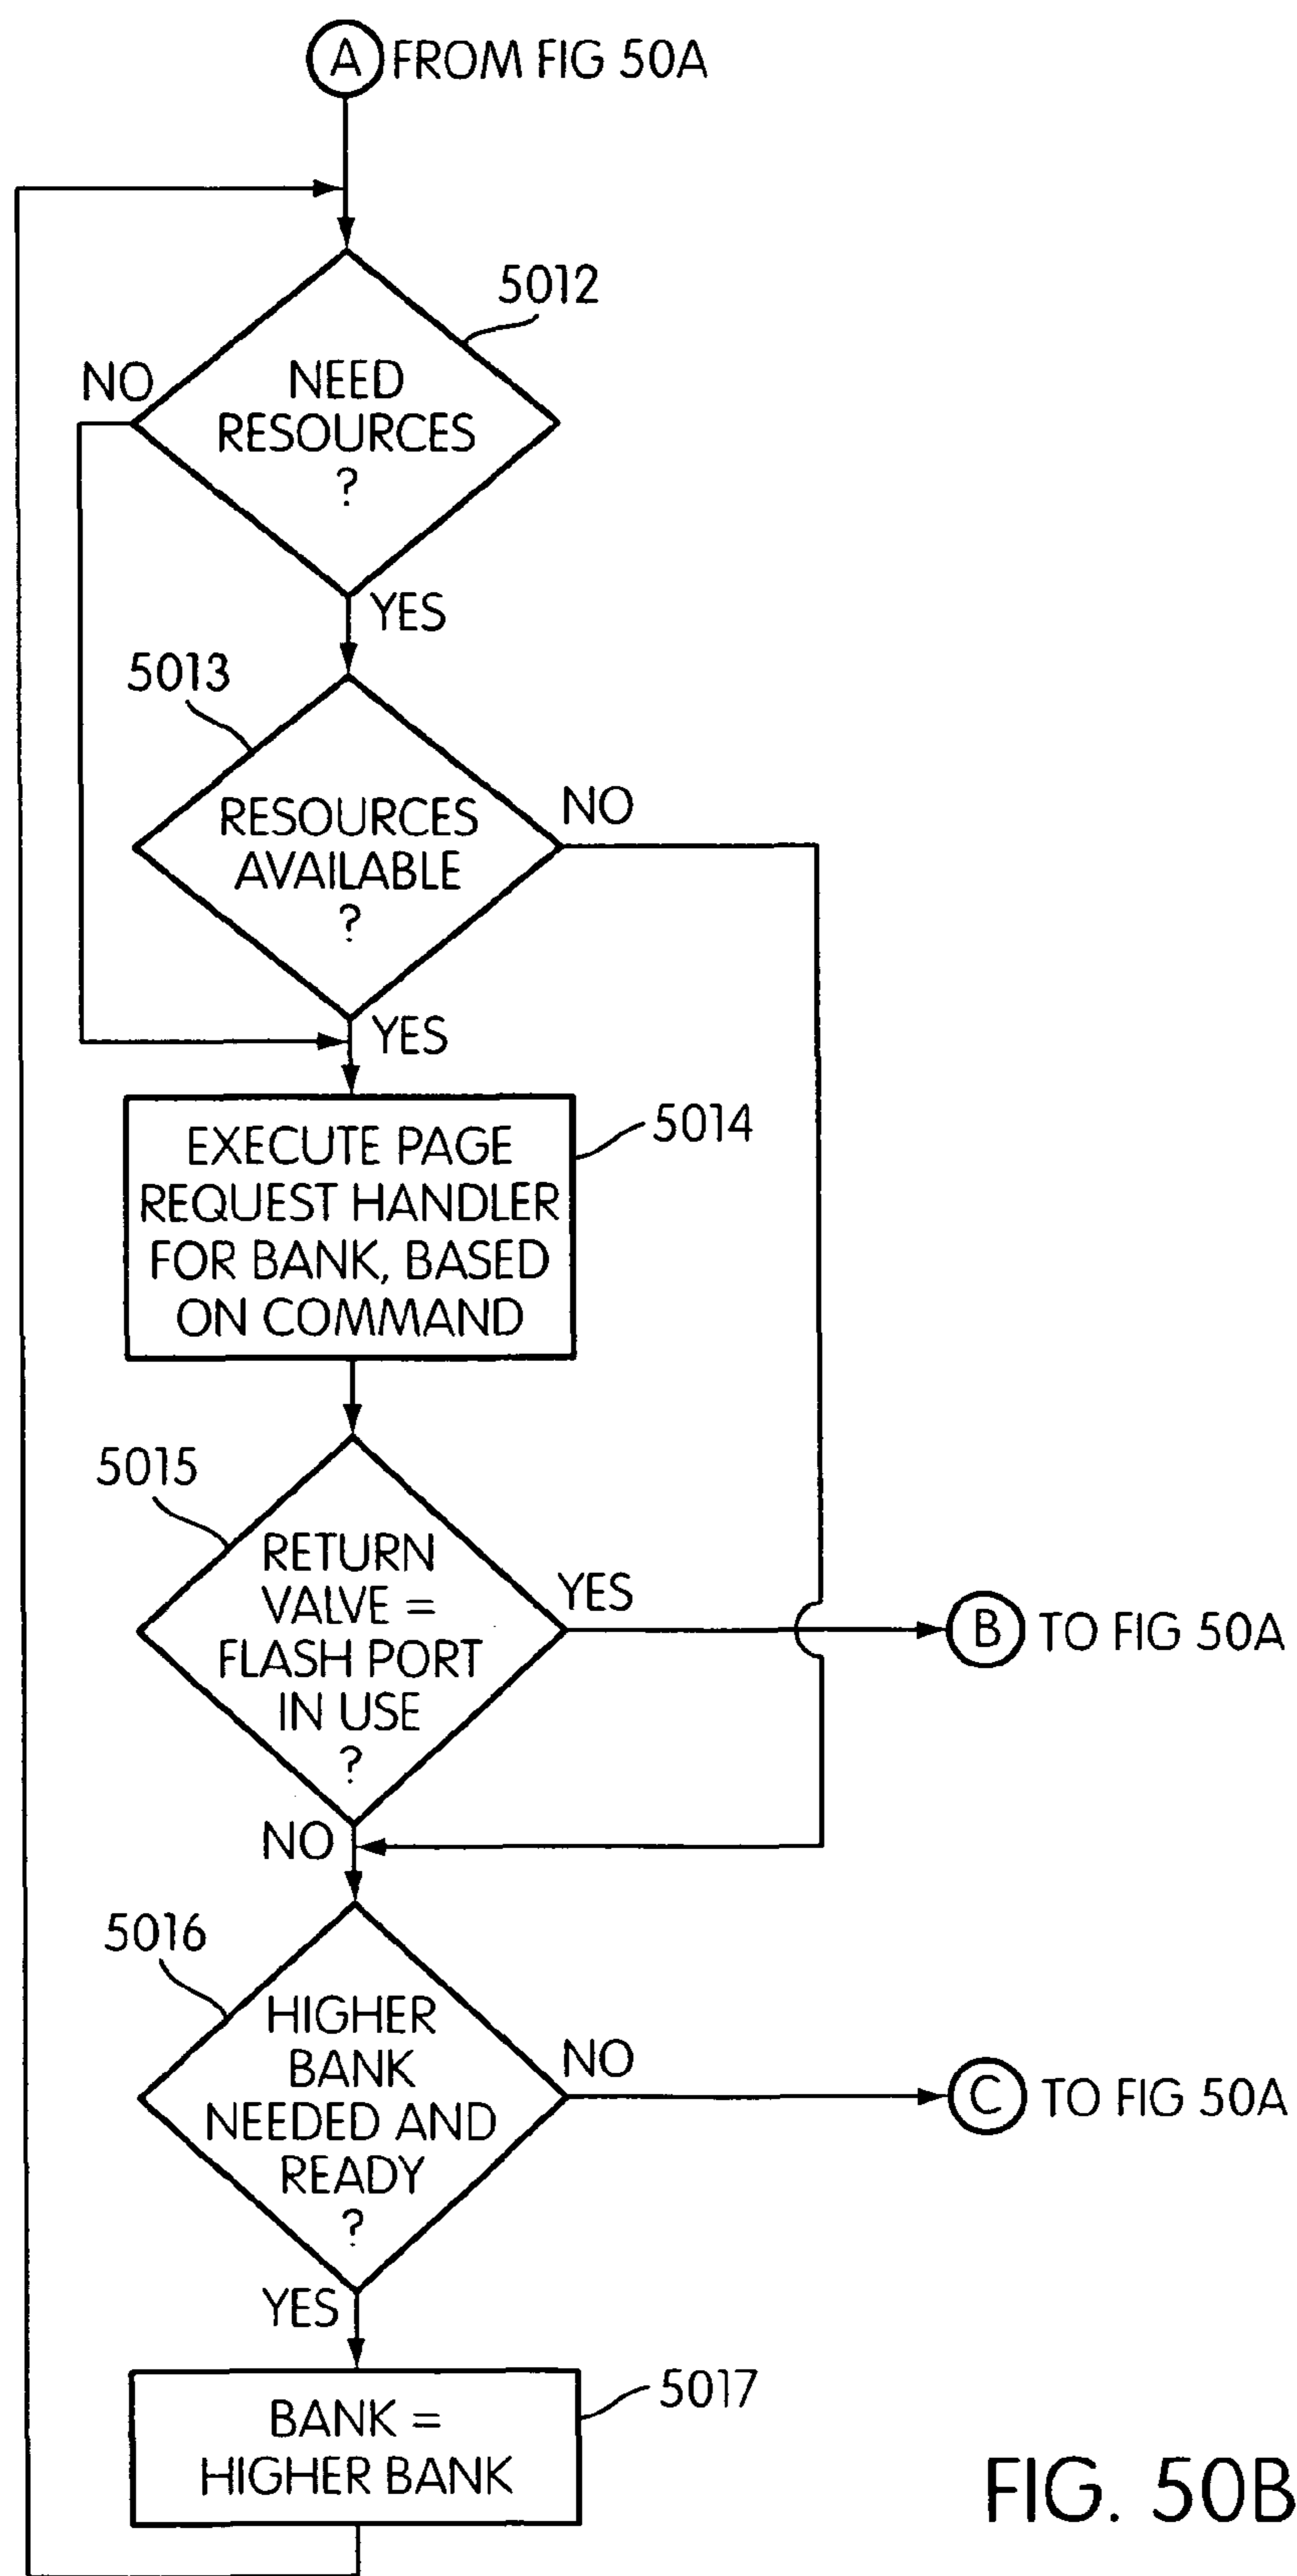 A FROM FIG 50A
5012
NO
NEED
RESOURCES
?
YES
5013
NO
RESOURCES
AVAILABLE
?
YES
EXECUTE PAGE
REQUEST HANDLER
FOR BANK, BASED
ON COMMAND
5014
5015
RETURN
VALVE =
FLASH PORT
IN USE
?
YES
B TO FIG 50A
NO
5016
HIGHER
BANK
NEEDED AND
READY
?
NO
C TO FIG 50A
YES
BANK =
HIGHER BANK
5017
FIG. 50B